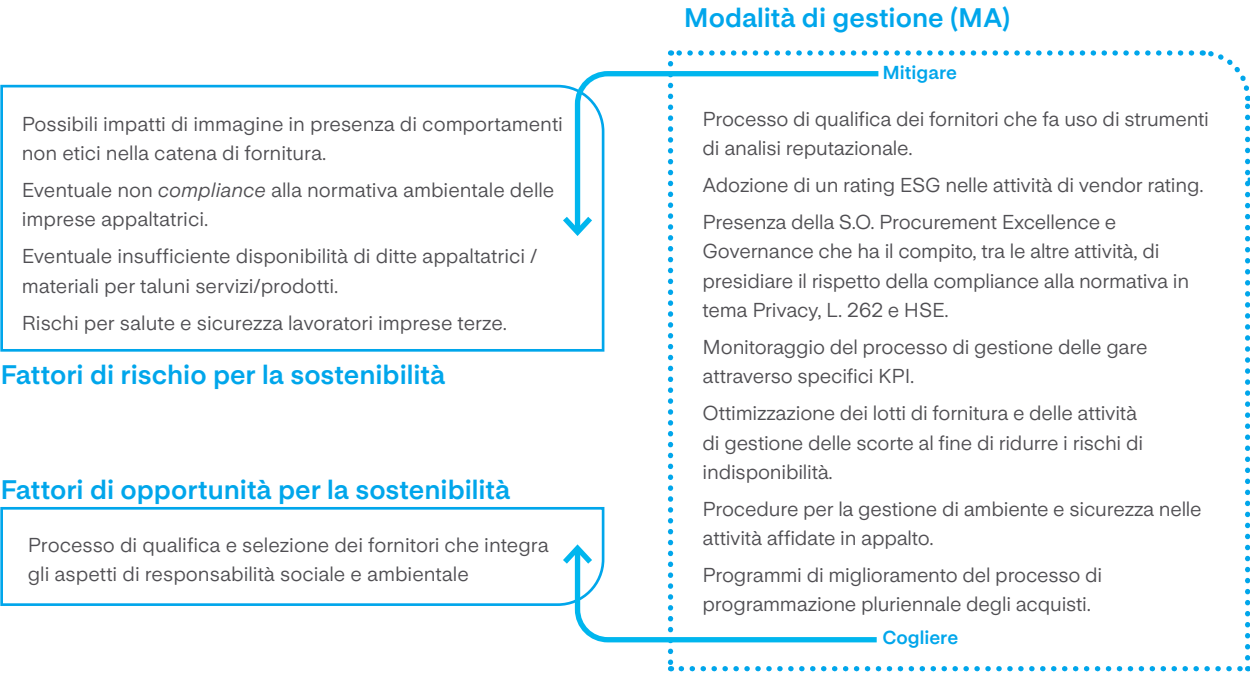 Modalità di gestione (MA)
Mitigare
Possibili impatti di immagine in presenza di comportamenti
non etici nella catena di fornitura.
Eventuale non compliance alla normativa ambientale delle
imprese appaltatrici.
Eventuale insufficiente disponibilità di ditte appaltatrici /
materiali per taluni servizi/prodotti.
Rischi per salute e sicurezza lavoratori imprese terze.
Fattori di rischio per la sostenibilità
Fattori di opportunità per la sostenibilità
Processo di qualifica e selezione dei fornitori che integra
gli aspetti di responsabilità sociale e ambientale
Processo di qualifica dei fornitori che fa uso di strumenti
di analisi reputazionale.
Adozione di un rating ESG nelle attività di vendor rating.
Presenza della S.O. Procurement Excellence e
Governance che ha il compito, tra le altre attività, di
presidiare il rispetto della compliance alla normativa in
tema Privacy, L. 262 e HSE.
Monitoraggio del processo di gestione delle gare
attraverso specifici KPI.
Ottimizzazione dei lotti di fornitura e delle attività
di gestione delle scorte al fine di ridurre i rischi di
indisponibilità.
Procedure per la gestione di ambiente e sicurezza nelle
attività affidate in appalto.
Programmi di miglioramento del processo di
programmazione pluriennale degli acquisti.
Cogliere